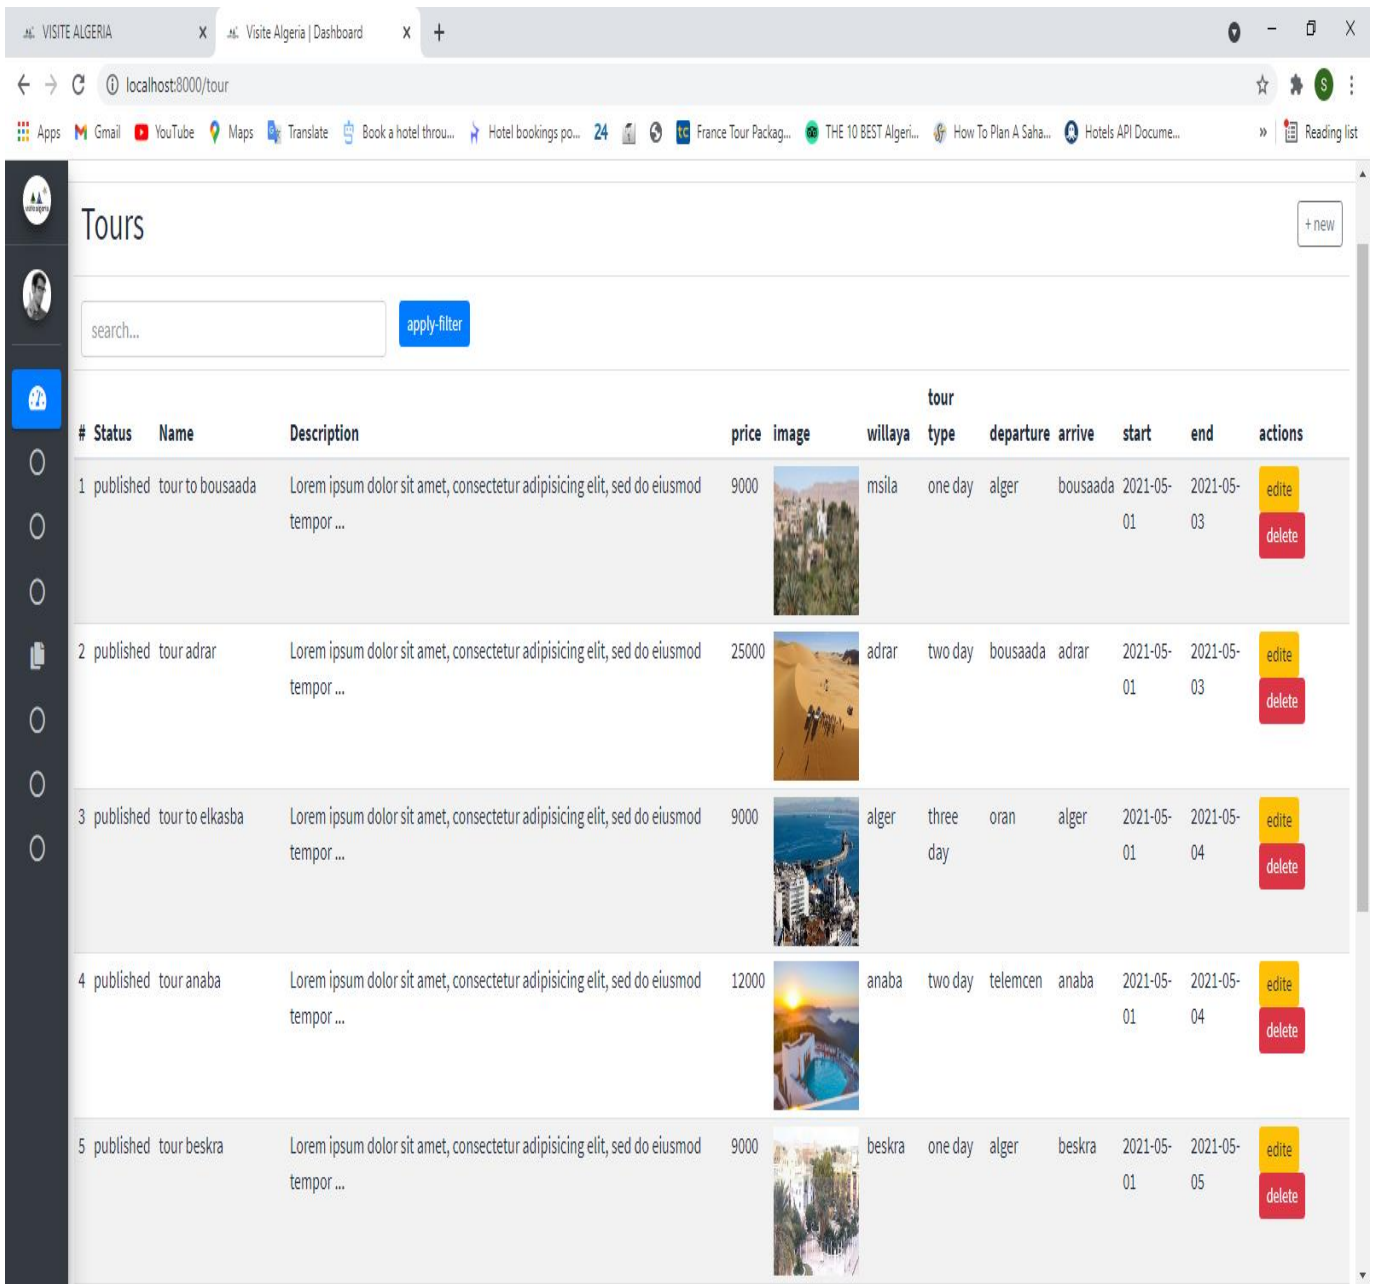 VISITE ALGERIA
Visite Algeria | Dashboard
localhost:8000/tour
S
Apps Gmail YouTube Maps Translate Book a hotel throu... Hotel bookings po... 24 tc France Tour Packag... THE 10 BEST Algeri... How To Plan A Saha... Hotels API Docume... » Reading list
Tours
+ new
search...
apply-filter
# Status Name Description price image willaya tour type departure arrive start end actions
1 published tour to bousaada Lorem ipsum dolor sit amet, consectetur adipisicing elit, sed do eiusmod 9000 msila one day alger bousaada 2021-05- 2021-05- edite
tempor ... 01 03 delete
2 published tour adrar Lorem ipsum dolor sit amet, consectetur adipisicing elit, sed do eiusmod 25000 adrar two day bousaada adrar 2021-05- 2021-05- edite
tempor ... 01 03 delete
3 published tour to elkasba Lorem ipsum dolor sit amet, consectetur adipisicing elit, sed do eiusmod 9000 alger three oran alger 2021-05- 2021-05- edite
tempor ... day 01 04 delete
4 published tour anaba Lorem ipsum dolor sit amet, consectetur adipisicing elit, sed do eiusmod 12000 anaba two day telemcen anaba 2021-05- 2021-05- edite
tempor ... 01 04 delete
5 published tour beskra Lorem ipsum dolor sit amet, consectetur adipisicing elit, sed do eiusmod 9000 beskra one day alger beskra 2021-05- 2021-05- edite
tempor ... 01 05 delete